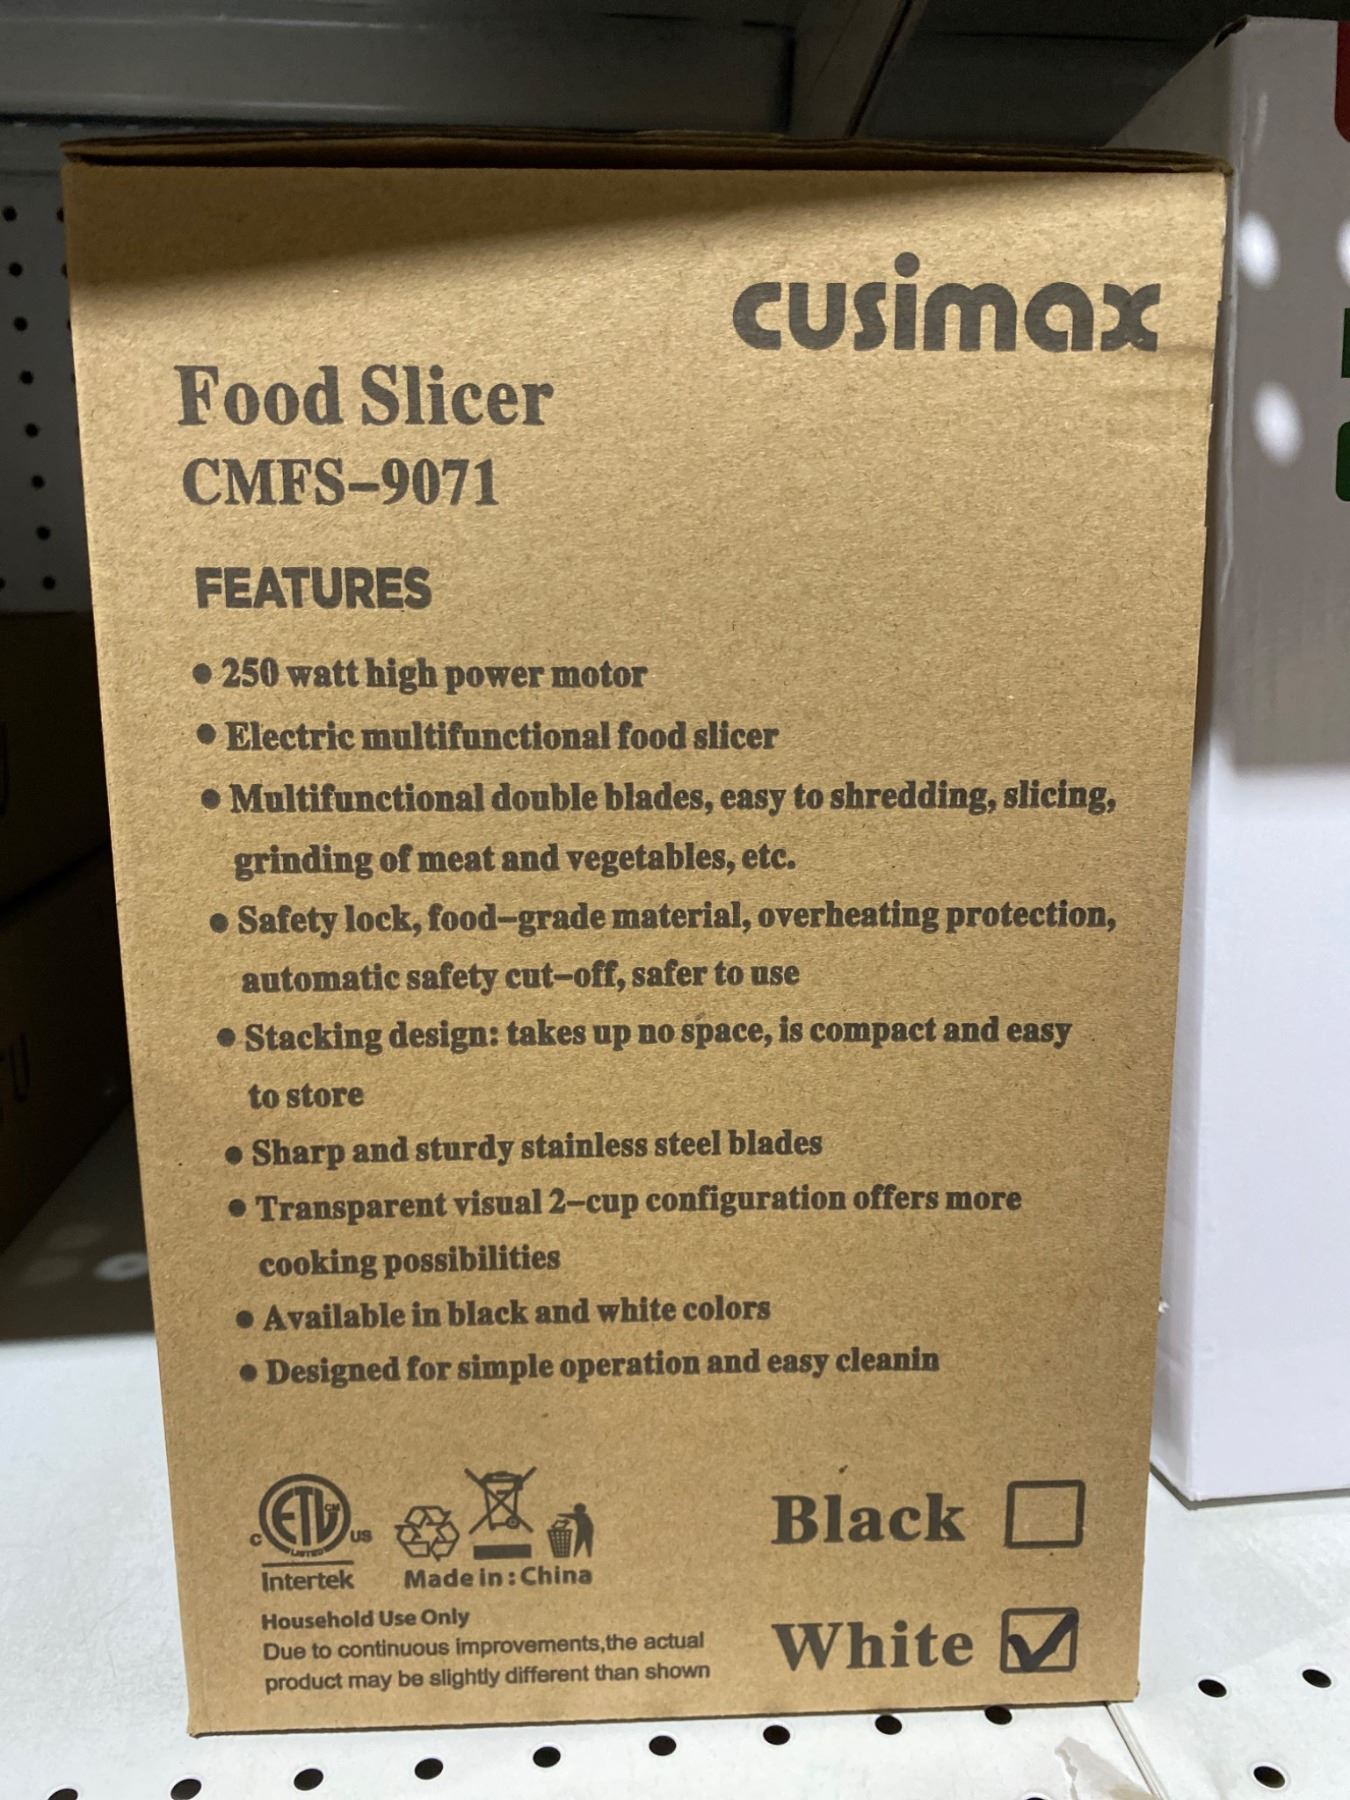 cusimax
Food Slicer
CMFS-9071
FEATURES
• 250 watt high power motor
• Electric multifunctional food slicer
• Multifunctional double blades, easy to shredding, slicing,
grinding of meat and vegetables, etc.
• Safety lock, food-grade material, overheating protection,
automatic safety cut-off, safer to use
• Stacking design: takes up no space, is compact and easy
to store
• Sharp and sturdy stainless steel blades
• Transparent visual 2-cup configuration offers more
cooking possibilities
• Available in black and white colors
• Designed for simple operation and easy cleanin
Black
C ETL CM US
LISTED
Intertek
Made in : China
Household Use Only
Due to continuous improvements,the actual
product may be slightly different than shown
White